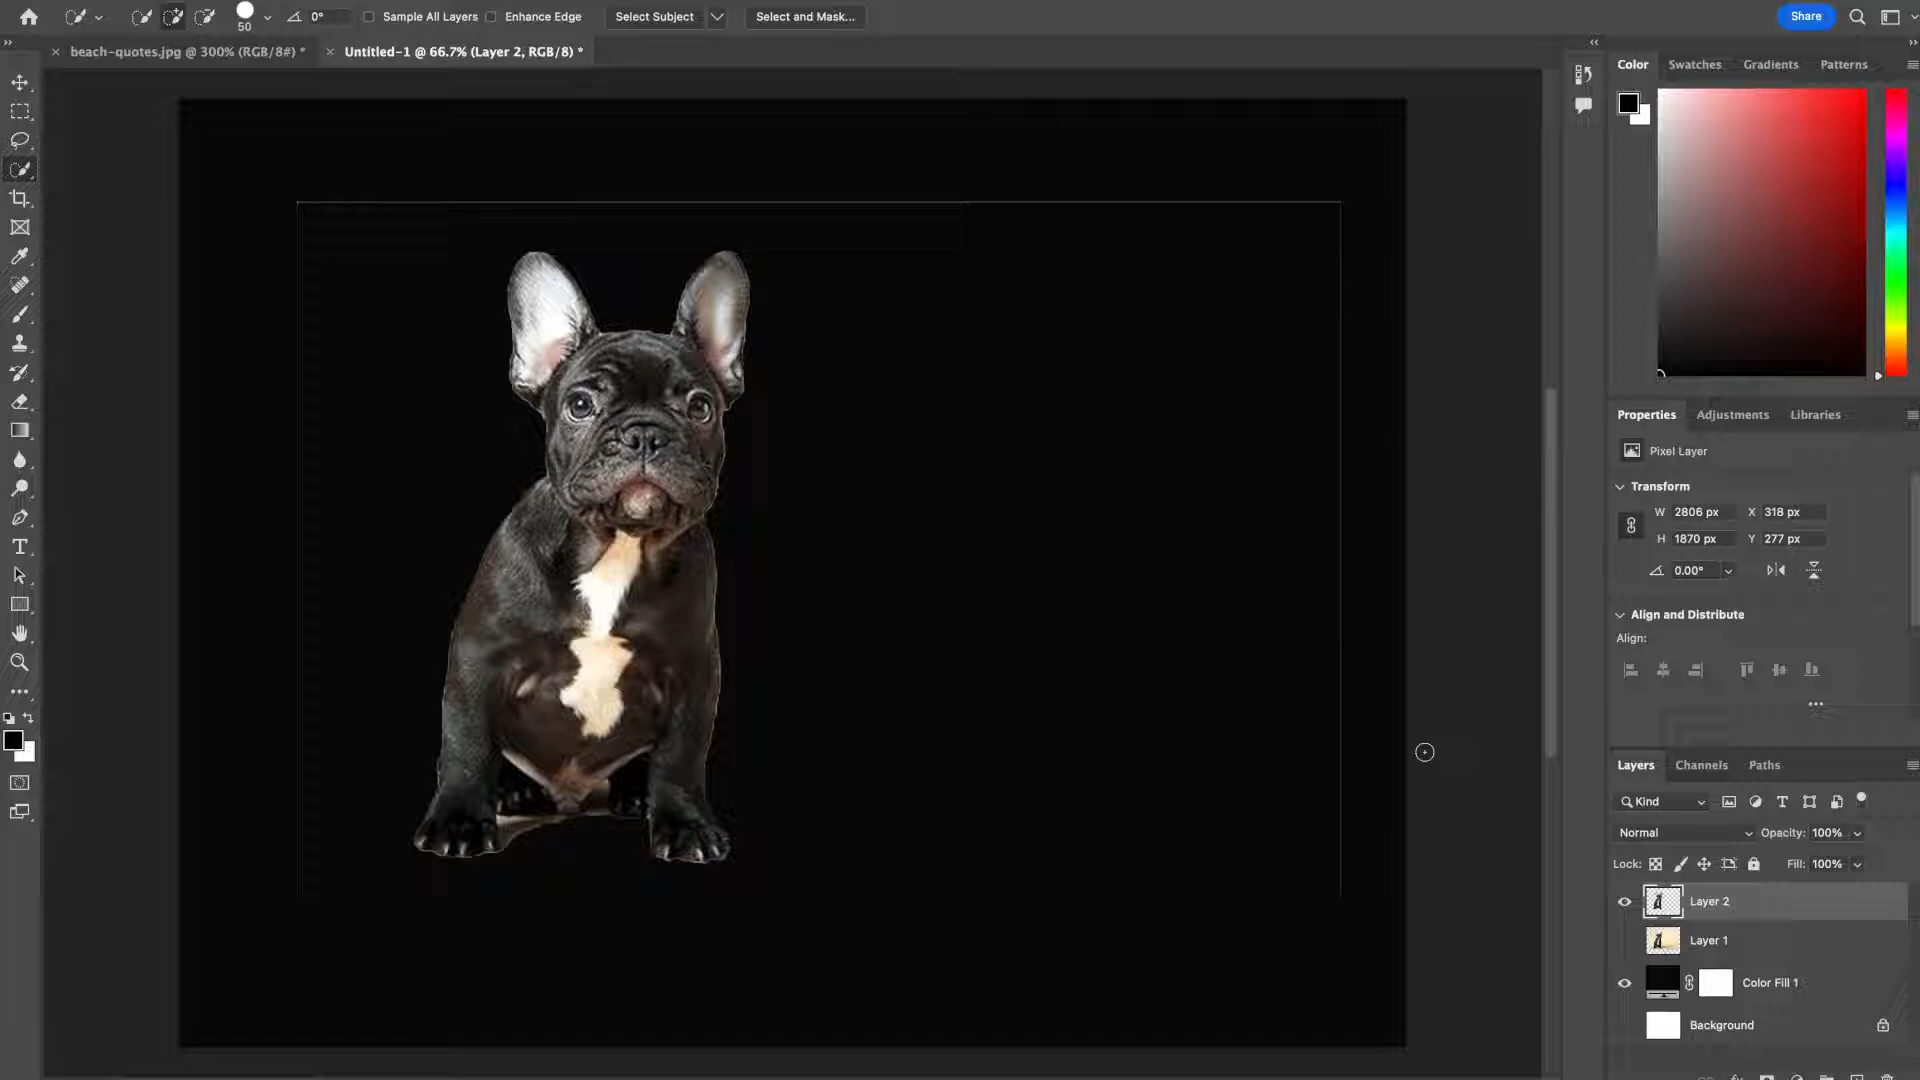 50
0°
Sample All Layers
Enhance Edge
Select Subject
Select and Mask...
Share
beach-quotes.jpg @ 300% (RGB/8#) *
Untitled-1 @ 66.7% (Layer 2, RGB/8) *
Color
Swatches
Gradients
Patterns
Properties
Adjustments
Libraries
Pixel Layer
Transform
W 2806 px X 318 px
H 1870 px Y 277 px
0.00°
Align and Distribute
Align:
Layers
Channels
Paths
Kind
Normal
Opacity: 100%
Lock:
Fill: 100%
Layer 2
Layer 1
Color Fill 1
Background